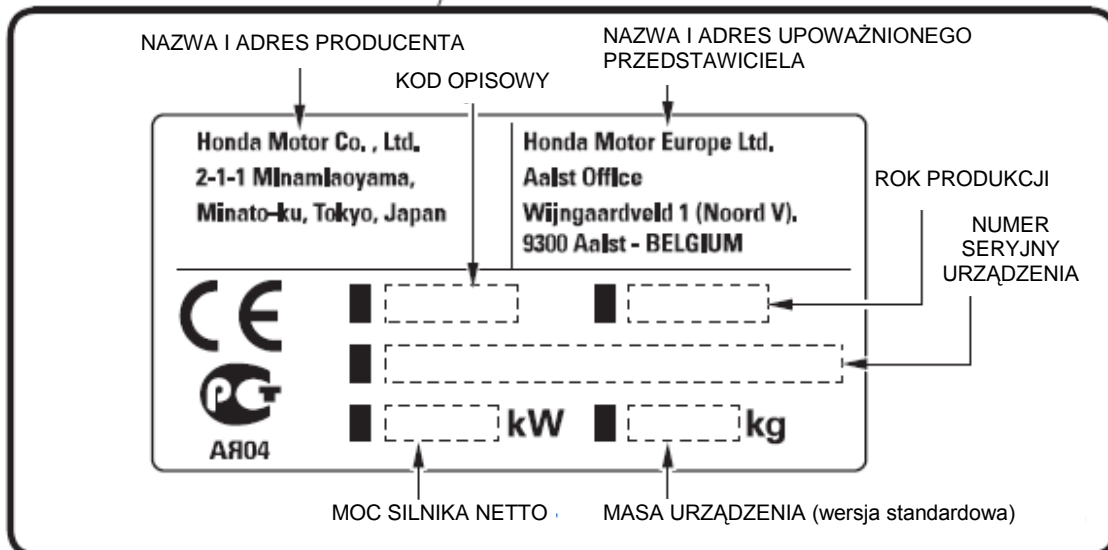 NAZWA I ADRES PRODUCENTA
NAZWA I ADRES UPOWAŻNIONEGO
PRZEDSTAWICIELA
KOD OPISOWY
Honda Motor Co. , Ltd.
2-1-1 Minamiaoyama,
Minato-ku, Tokyo, Japan
Honda Motor Europe Ltd.
Aalst Office
Wijngaardveld 1 (Noord V).
9300 Aalst - BELGIUM
ROK PRODUKCJI
NUMER
SERYJNY
URZĄDZENIA
CE
РСТ
АЯ04
kW
kg
MOC SILNIKA NETTO
MASA URZĄDZENIA (wersja standardowa)